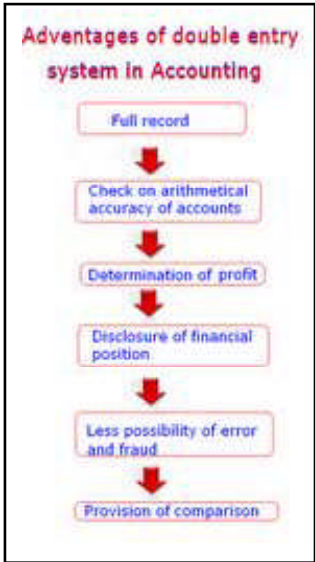 Adventages of double entry
system in Accounting
Full record
Check on arithmetical
accuracy of accounts
Determination of profit
Disclosure of financial
position
Less possibility of error
and fraud
Provision of comparison